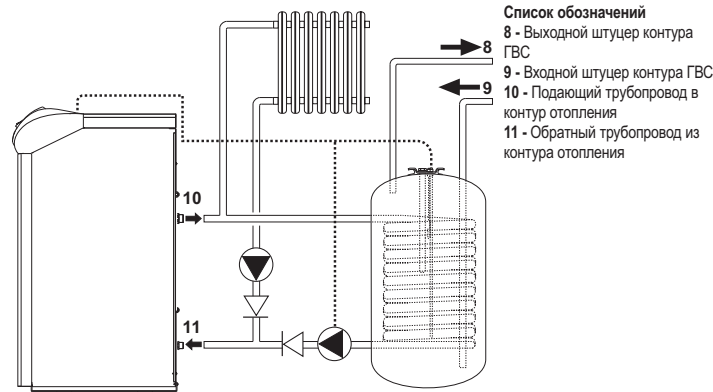 Список обозначений
8 - Выходной штуцер контура
ГВС
9 - Входной штуцер контура ГВС
10 - Подающий трубопровод в
контур отопления
11 - Обратный трубопровод из
контура отопления
8
9
10
11